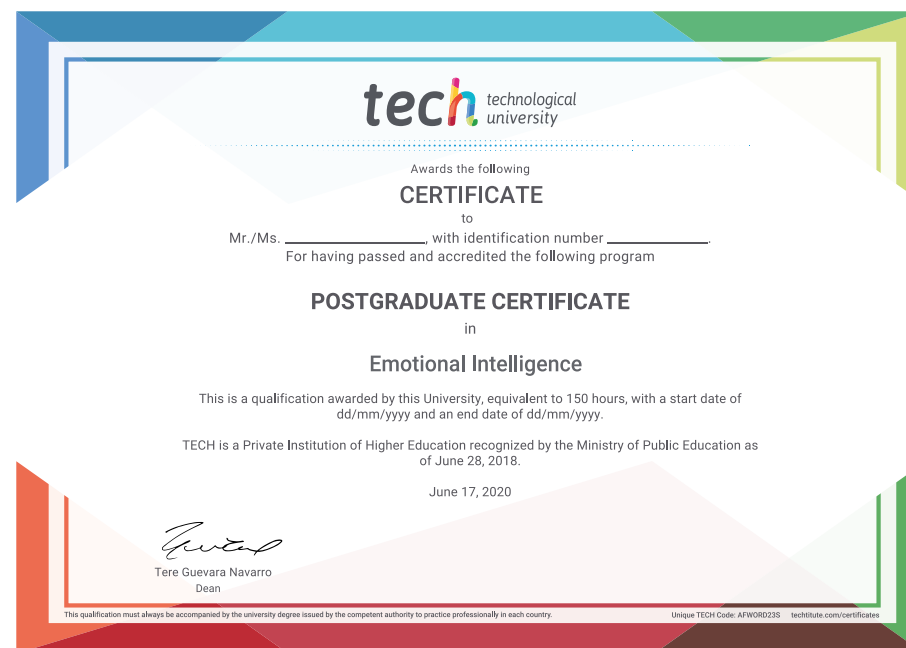 tech technological
university
Awards the following
CERTIFICATE
to
Mr./Ms. ____________________, with identification number ______________.
For having passed and accredited the following program
POSTGRADUATE CERTIFICATE
in
Emotional Intelligence
This is a qualification awarded by this University, equivalent to 150 hours, with a start date of
dd/mm/yyyy and an end date of dd/mm/yyyy.
TECH is a Private Institution of Higher Education recognized by the Ministry of Public Education as
of June 28, 2018.
June 17, 2020
Tere Guevara Navarro
Dean
This qualification must always be accompanied by the university degree issued by the competent authority to practice professionally in each country. Unique TECH Code: AFWORD23S techtitute.com/certificates